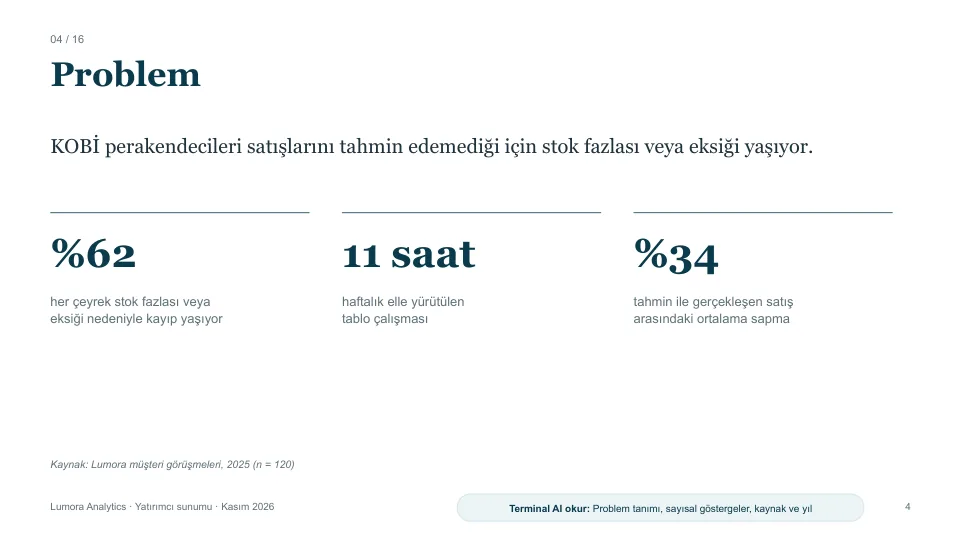 04 / 16
Problem
KOBİ perakendecileri satışlarını tahmin edemediği için stok fazlası veya eksiği yaşıyor.
%62
her çeyrek stok fazlası veya
eksiği nedeniyle kayıp yaşıyor
11 saat
haftalık elle yürütülen
tablo çalışması
%34
tahmin ile gerçekleşen satış
arasındaki ortalama sapma
Kaynak: Lumora müşteri görüşmeleri, 2025 (n = 120)
Lumora Analytics · Yatırımcı sunumu · Kasım 2026
Terminal AI okur: Problem tanımı, sayısal göstergeler, kaynak ve yıl
4